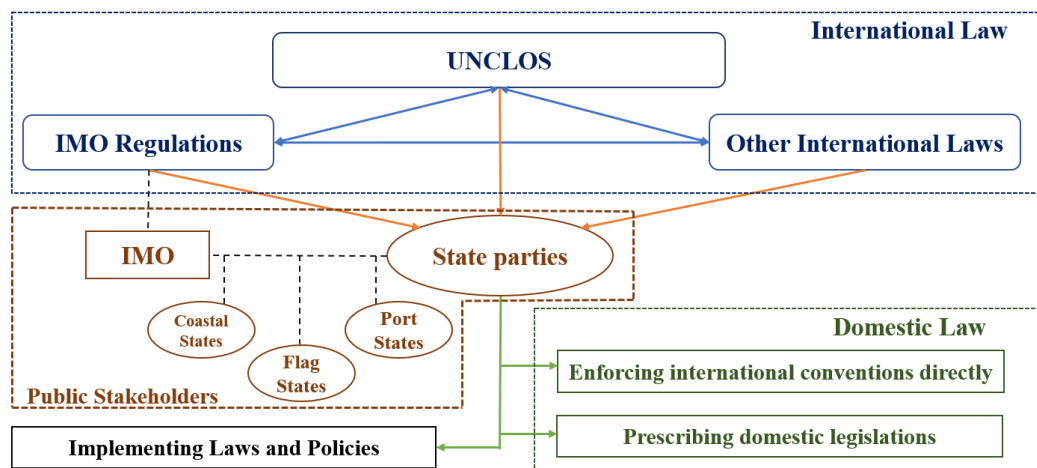 International Law
UNCLOS
IMO Regulations
Other International Laws
IMO
State parties
Coastal
States
Flag
States
Port
States
Public Stakeholders
Domestic Law
Enforcing international conventions directly
Prescribing domestic legislations
Implementing Laws and Policies